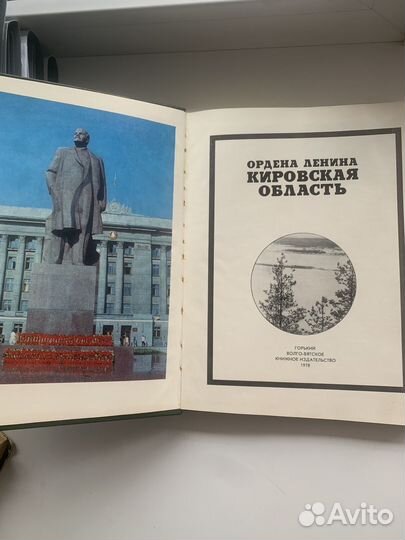 ОРДЕНА ЛЕНИНА
КИРОВСКАЯ
ОБЛАСТЬ
ГОРЬКИЙ
ВОЛГО-ВЯТСКОЕ
КНИЖНОЕ ИЗДАТЕЛЬСТВО
1978
Avito